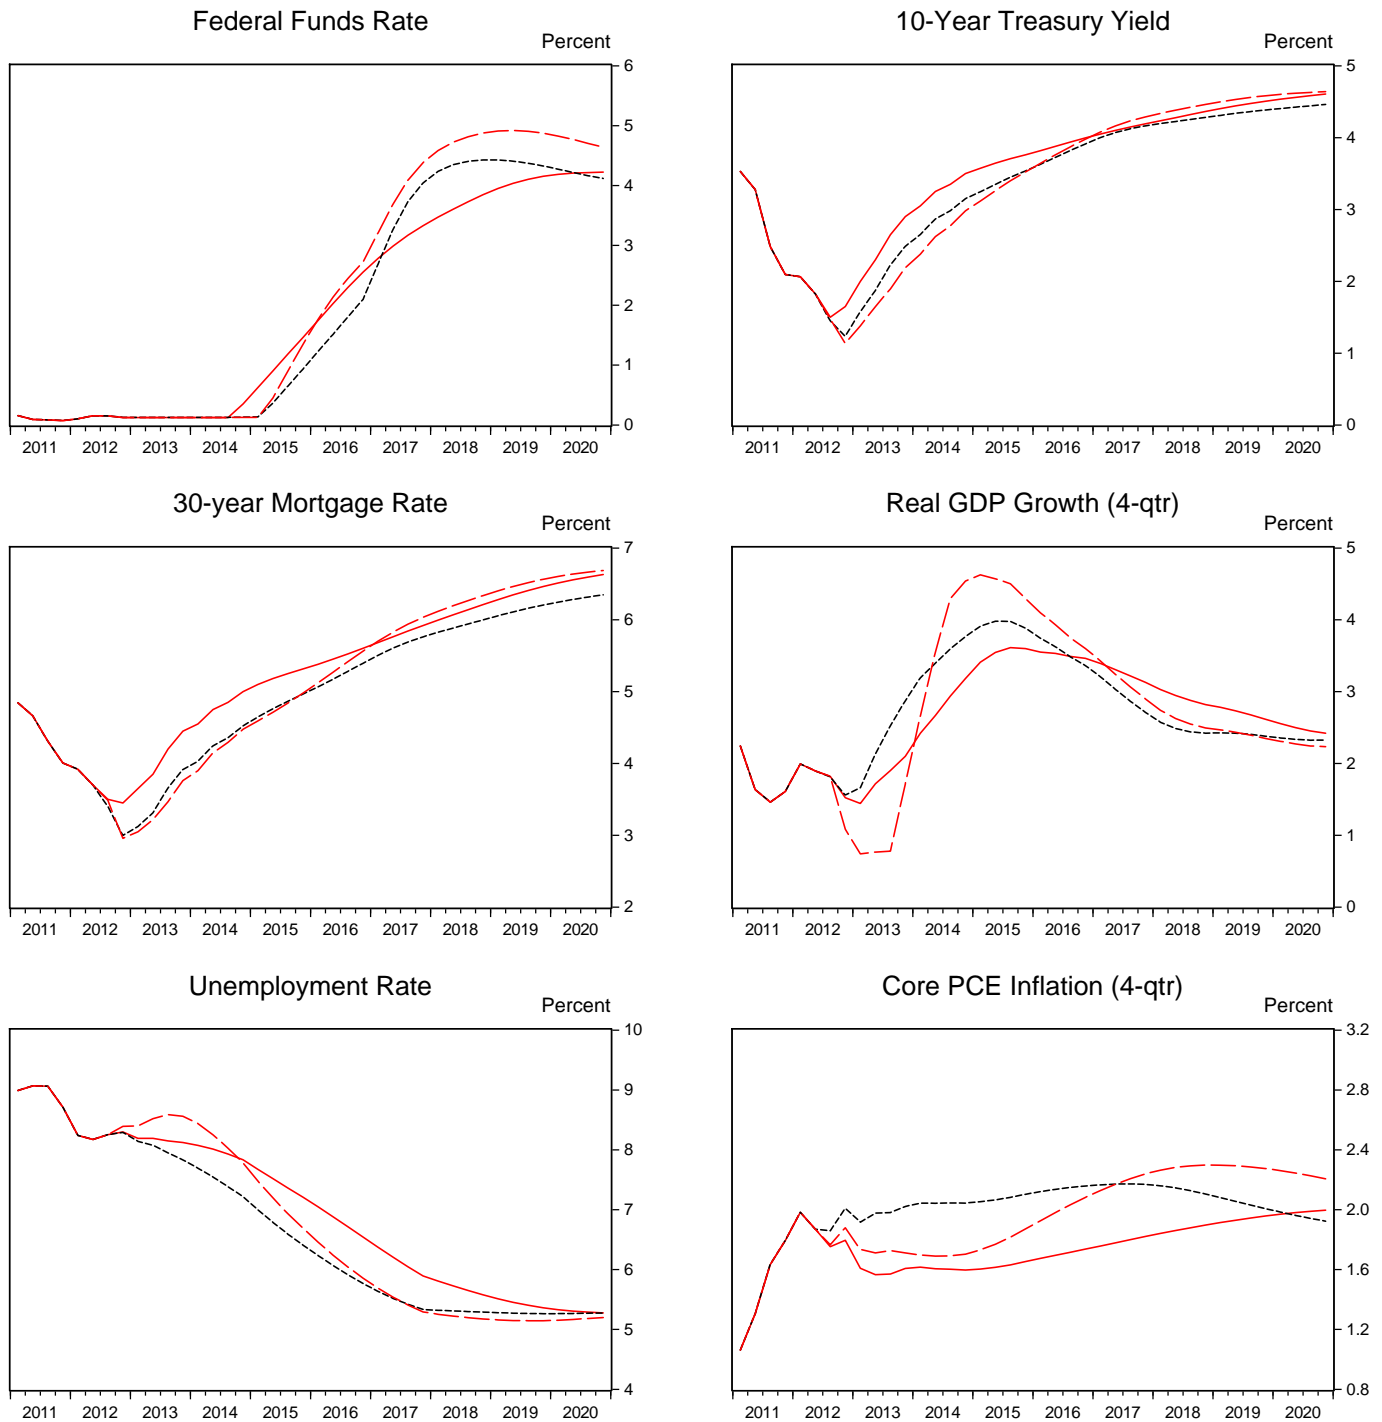 Federal Funds Rate
Percent
6
5
4
3
2
1
0
2011 2012 2013 2014 2015 2016 2017 2018 2019 2020
10-Year Treasury Yield
Percent
5
4
3
2
1
0
2011 2012 2013 2014 2015 2016 2017 2018 2019 2020
30-year Mortgage Rate
Percent
7
6
5
4
3
2
2011 2012 2013 2014 2015 2016 2017 2018 2019 2020
Real GDP Growth (4-qtr)
Percent
5
4
3
2
1
0
2011 2012 2013 2014 2015 2016 2017 2018 2019 2020
Unemployment Rate
Percent
10
9
8
7
6
5
4
2011 2012 2013 2014 2015 2016 2017 2018 2019 2020
Core PCE Inflation (4-qtr)
Percent
3.2
2.8
2.4
2.0
1.6
1.2
0.8
2011 2012 2013 2014 2015 2016 2017 2018 2019 2020